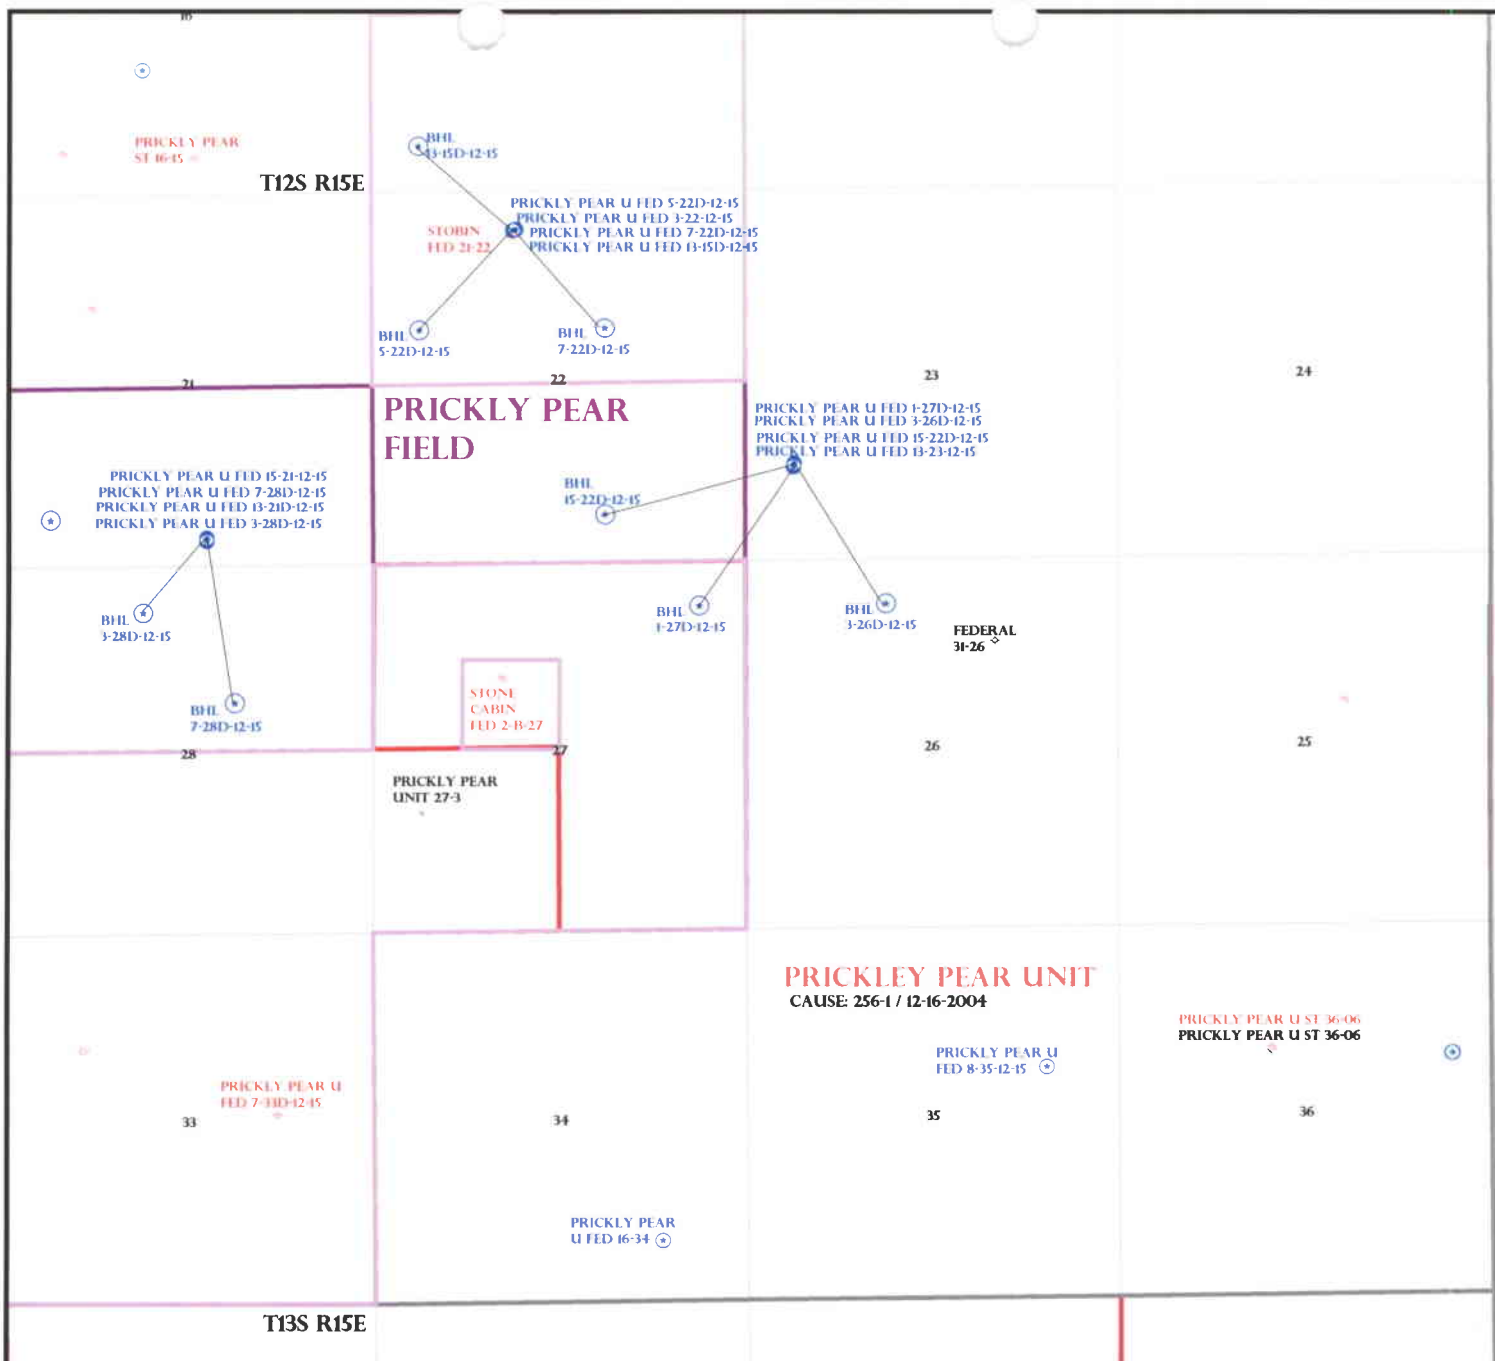 16
PRICKLY PEAR
ST 16-15
T12S R15E
BHL
13-15D-12-15
PRICKLY PEAR U FED 5-22D-12-15
PRICKLY PEAR U FED 3-22-12-15
PRICKLY PEAR U FED 7-22D-12-15
PRICKLY PEAR U FED 13-15D-12-15
STOBIN
FED 21-22
BHL
5-22D-12-15
BHL
7-22D-12-15
21
22
23
24
PRICKLY PEAR
FIELD
PRICKLY PEAR U FED 1-27D-12-15
PRICKLY PEAR U FED 3-26D-12-15
PRICKLY PEAR U FED 15-22D-12-15
PRICKLY PEAR U FED 13-23-12-15
PRICKLY PEAR U FED 15-21-12-15
PRICKLY PEAR U FED 7-28D-12-15
PRICKLY PEAR U FED 13-21D-12-15
PRICKLY PEAR U FED 3-28D-12-15
BHL
15-22D-12-15
BHL
3-28D-12-15
BHL
1-27D-12-15
BHL
3-26D-12-15
FEDERAL
31-26
BHL
7-28D-12-15
STONE
CABIN
FED 2-B-27
28
27
26
25
PRICKLY PEAR
UNIT 27-3
PRICKLEY PEAR UNIT
CAUSE: 256-1 / 12-16-2004
PRICKLY PEAR U ST 36-06
PRICKLY PEAR U ST 36-06
PRICKLY PEAR U
FED 8-35-12-15
PRICKLY PEAR U
FED 7-33D-12-15
33
34
35
36
PRICKLY PEAR
U FED 16-34
T13S R15E